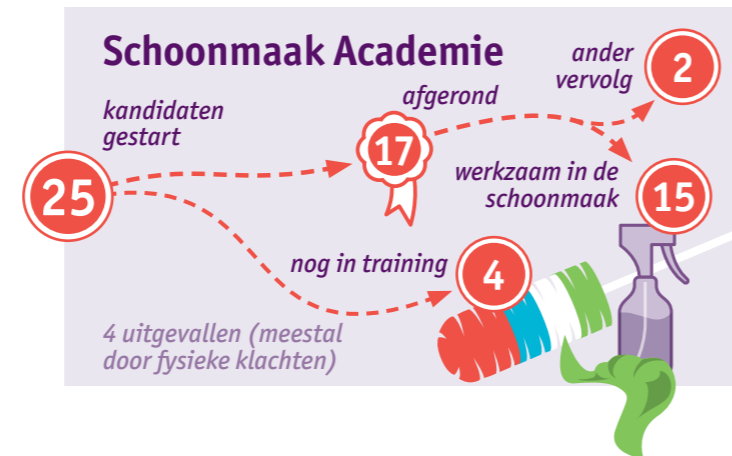 Schoonmaak Academie
kandidaten
gestart
25
afgerond
17
ander
vervolg
2
werkzaam in de
schoonmaak
15
nog in training
4
4 uitgevallen (meestal
door fysieke klachten)